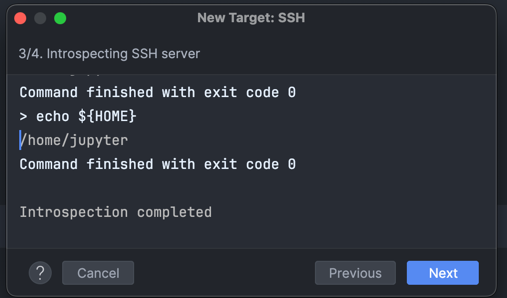 New Target: SSH
3/4. Introspecting SSH server
Command finished with exit code 0
> echo ${HOME}
/home/jupyter
Command finished with exit code 0
Introspection completed
?
Cancel
Previous
Next